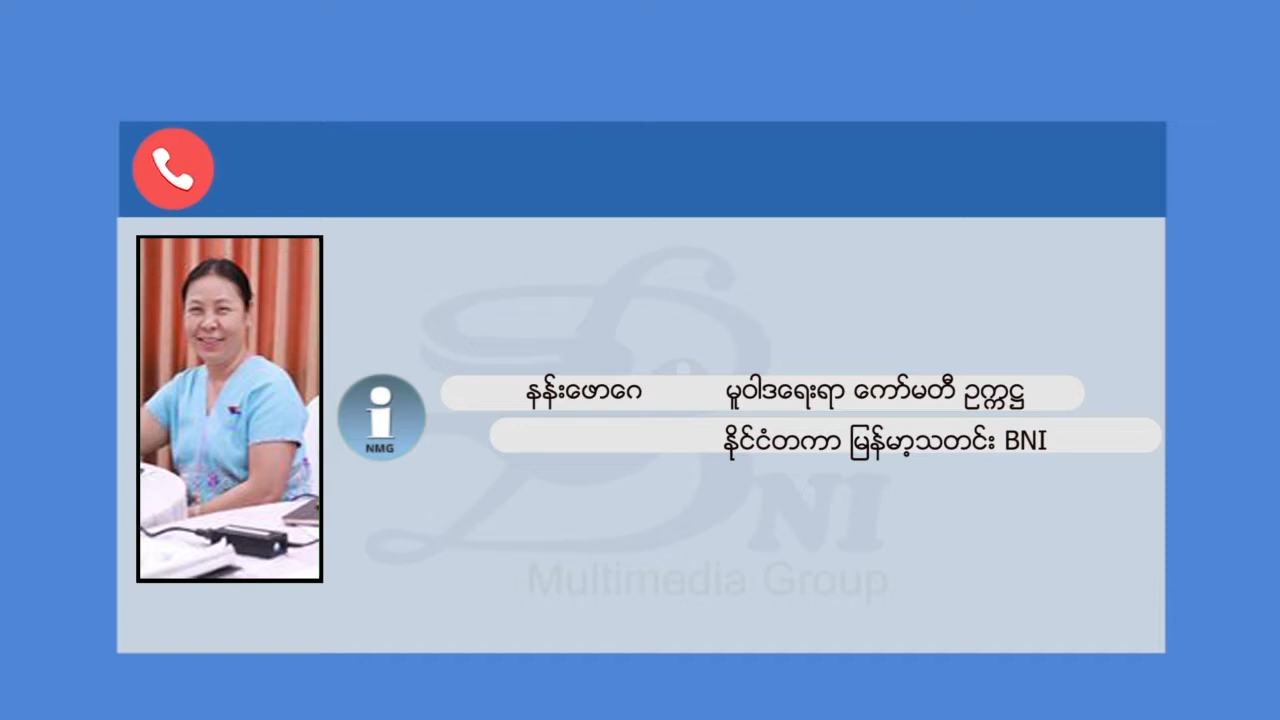 နန်းဖောဂေ မူဝါဒရေးရာ ကော်မတီ ဥက္ကဋ္ဌ
NMG
နိုင်ငံတကာ မြန်မာ့သတင်း BNI
BNI
Multimedia Group